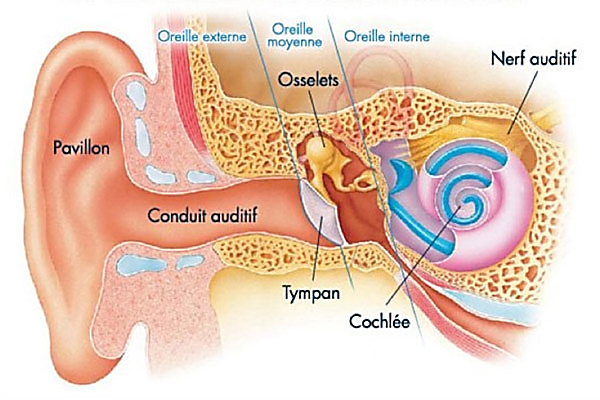 Oreille externe
Oreille
moyenne
Oreille interne
Nerf auditif
Osselets
Pavillon
Conduit auditif
Tympan
Cochlée